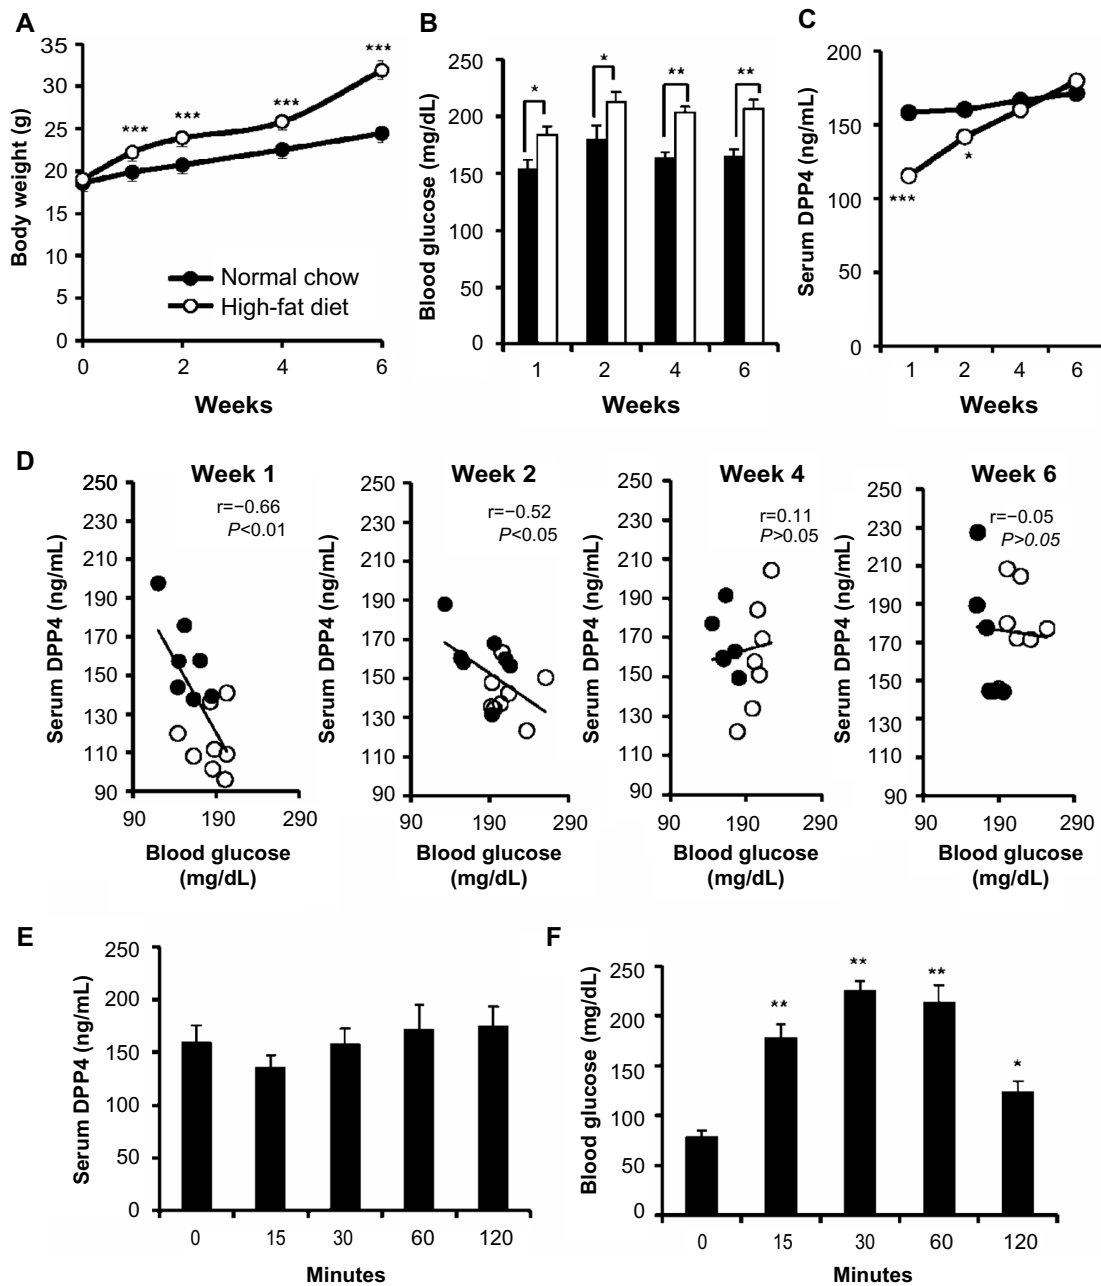 A
Body weight (g)
35
30
25
20
15
10
5
0
***
***
***
***
Normal chow
High-fat diet
0 2 4 6
Weeks
B
Blood glucose (mg/dL)
250
200
150
100
50
0
* * ** **
1 2 4 6
Weeks
C
Serum DPP4 (ng/mL)
200
150
100
0
***
*
1 2 4 6
Weeks
D
Week 1
Serum DPP4 (ng/mL)
250
230
210
190
170
150
130
110
90
r=−0.66
P<0.01
90 190 290
Blood glucose
(mg/dL)
Week 2
Serum DPP4 (ng/mL)
250
230
210
190
170
150
130
110
90
r=−0.52
P<0.05
90 190 290
Blood glucose
(mg/dL)
Week 4
Serum DPP4 (ng/mL)
250
230
210
190
170
150
130
110
90
r=0.11
P>0.05
90 190 290
Blood glucose
(mg/dL)
Week 6
Serum DPP4 (ng/mL)
250
230
210
190
170
150
130
110
90
r=−0.05
P>0.05
90 190 290
Blood glucose
(mg/dL)
E
Serum DPP4 (ng/mL)
250
200
150
100
50
0
0 15 30 60 120
Minutes
F
Blood glucose (mg/dL)
250
200
150
100
50
0
** ** ** *
0 15 30 60 120
Minutes